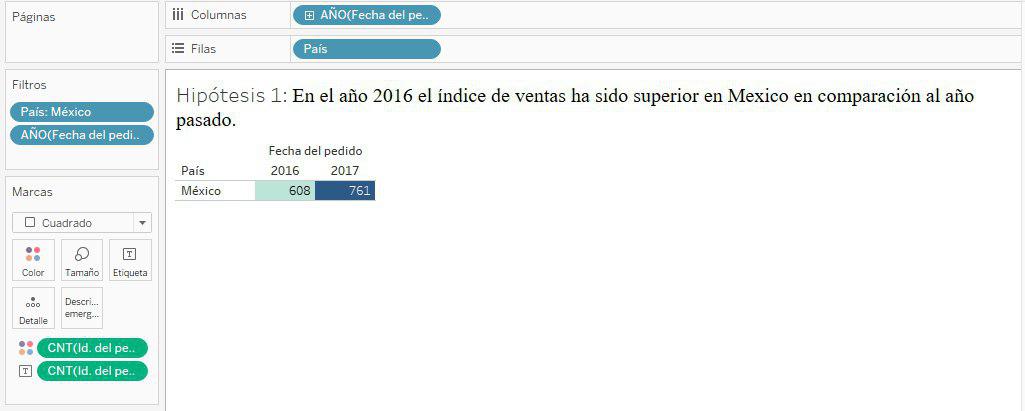 Páginas
Columnas
AÑO(Fecha del pe..
Filas
País
Filtros
País: México
AÑO(Fecha del pedi..
Hipótesis 1: En el año 2016 el índice de ventas ha sido superior en Mexico en comparación al año
pasado.
Fecha del pedido
País 2016 2017
México 608 761
Marcas
Cuadrado
Color Tamaño Etiqueta
Detalle
Descri...
emerg...
CNT(Id. del pe..
CNT(Id. del pe..